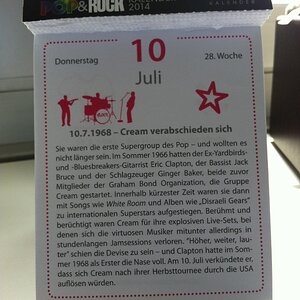 POP & ROCK
KALENDER
2014
Donnerstag 10 28. Woche
Juli
10.7.1968 – Cream verabschieden sich
Sie waren die erste Supergroup des Pop – und wollten es
nicht länger sein. Im Sommer 1966 hatten der Ex-Yardbirds-
und -Bluesbreakers-Gitarrist Eric Clapton, der Bassist Jack
Bruce und der Schlagzeuger Ginger Baker, beide zuvor
Mitglieder der Graham Bond Organization, die Gruppe
Cream gestartet. Innerhalb kürzester Zeit waren sie dann
mit Songs wie White Room und Alben wie „Disraeli Gears"
zu internationalen Superstars aufgestiegen. Berühmt und
berüchtigt waren Cream für ihre explosiven Live-Sets, bei
denen sich die virtuosen Musiker mitunter allerdings in
stundenlangen Jamsessions verloren. "Höher, weiter, lau-
ter" schien die Devise zu sein – und Clapton hatte im Som-
mer 1968 als Erster die Nase voll. Am 10. Juli verkündete er,
dass sich Cream nach ihrer Herbsttournee durch die USA
auflösen würden.